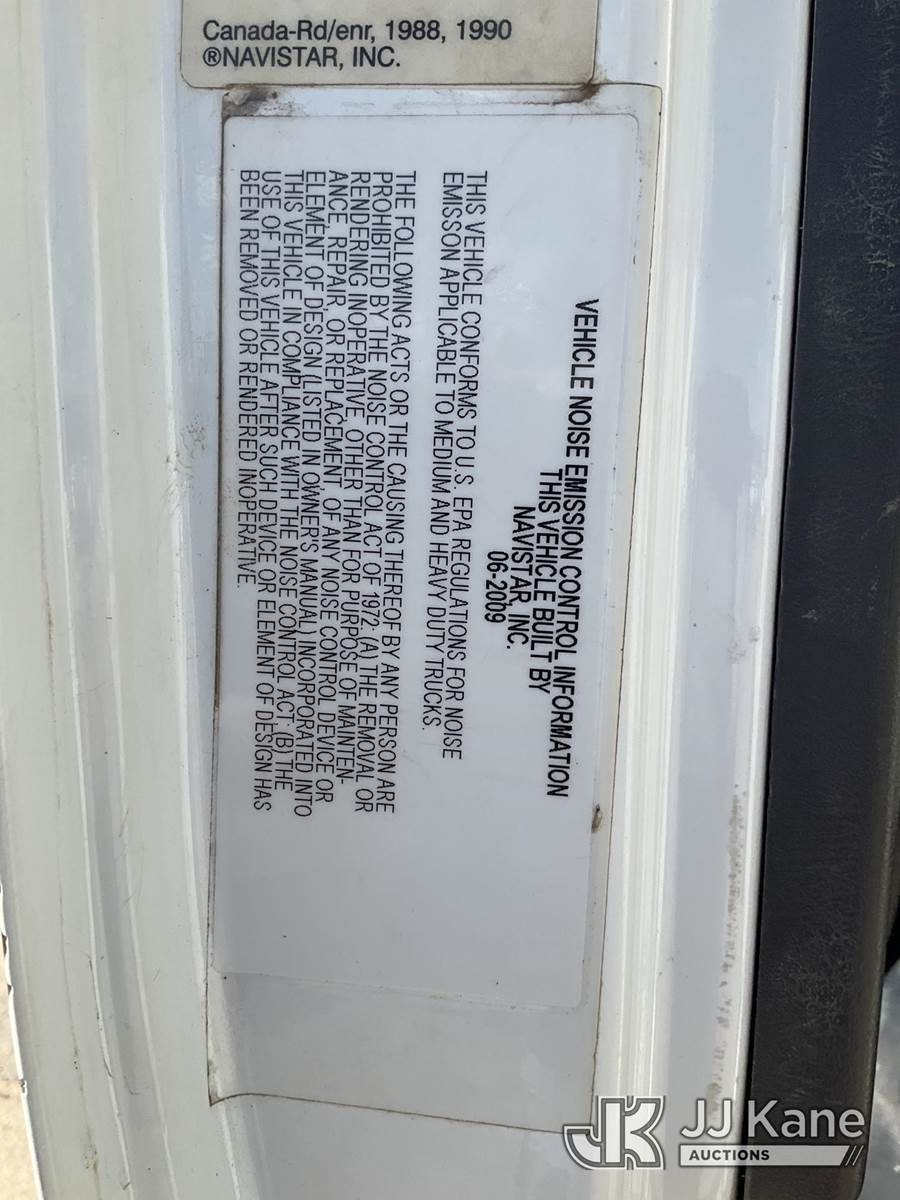 Canada-Rd/enr, 1988, 1990
®NAVISTAR, INC.
VEHICLE NOISE EMISSION CONTROL INFORMATION
THIS VEHICLE BUILT BY
NAVISTAR, INC.
06-2009
THIS VEHICLE CONFORMS TO U.S. EPA REGULATIONS FOR NOISE
EMISSON APPLICABLE TO MEDIUM AND HEAVY DUTY TRUCKS.
THE FOLLOWING ACTS OR THE CAUSING THEREOF BY ANY PERSON ARE
PROHIBITED BY THE NOISE CONTROL ACT OF 1972: (A) THE REMOVAL OR
RENDERING INOPERATIVE, OTHER THAN FOR PURPOSE OF MAINTEN-
ANCE, REPAIR, OR REPLACEMENT, OF ANY NOISE CONTROL DEVICE OR
ELEMENT OF DESIGN (LISTED IN OWNER'S MANUAL) INCORPORATED INTO
THIS VEHICLE IN COMPLIANCE WITH THE NOISE CONTROL ACT; (B) THE
USE OF THIS VEHICLE AFTER SUCH DEVICE OR ELEMENT OF DESIGN HAS
BEEN REMOVED OR RENDERED INOPERATIVE.
JK JJ Kane
AUCTIONS